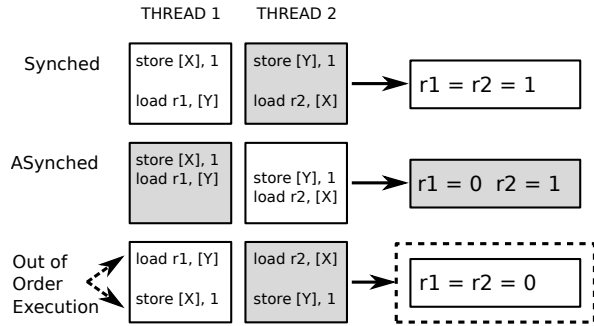 THREAD 1 THREAD 2
Synched
store [X], 1
load r1, [Y]
store [Y], 1
load r2, [X]
r1 = r2 = 1
ASynched
store [X], 1
load r1, [Y]
store [Y], 1
load r2, [X]
r1 = 0 r2 = 1
Out of
Order
Execution
load r1, [Y]
store [X], 1
load r2, [X]
store [Y], 1
r1 = r2 = 0